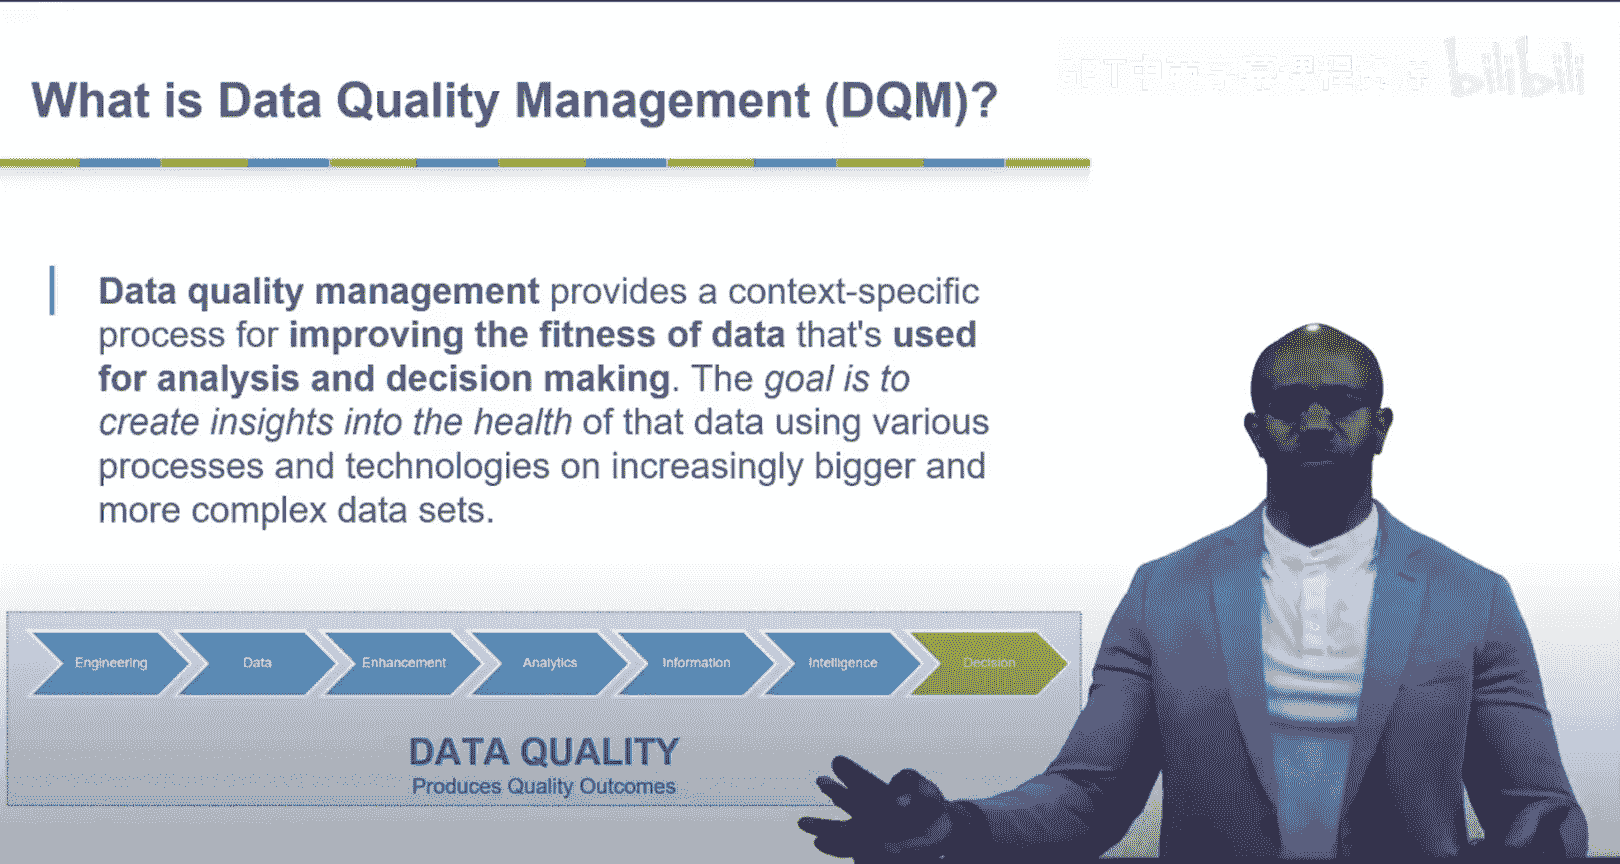 What is Data Quality Management (DQM)?
bilibili
Data quality management provides a context-specific
process for improving the fitness of data that's used
for analysis and decision making. The goal is to
create insights into the health of that data using various
processes and technologies on increasingly bigger and
more complex data sets.
Engineering
Data
Enhancement
Analytics
Information
Intelligence
Decision
DATA QUALITY
Produces Quality Outcomes